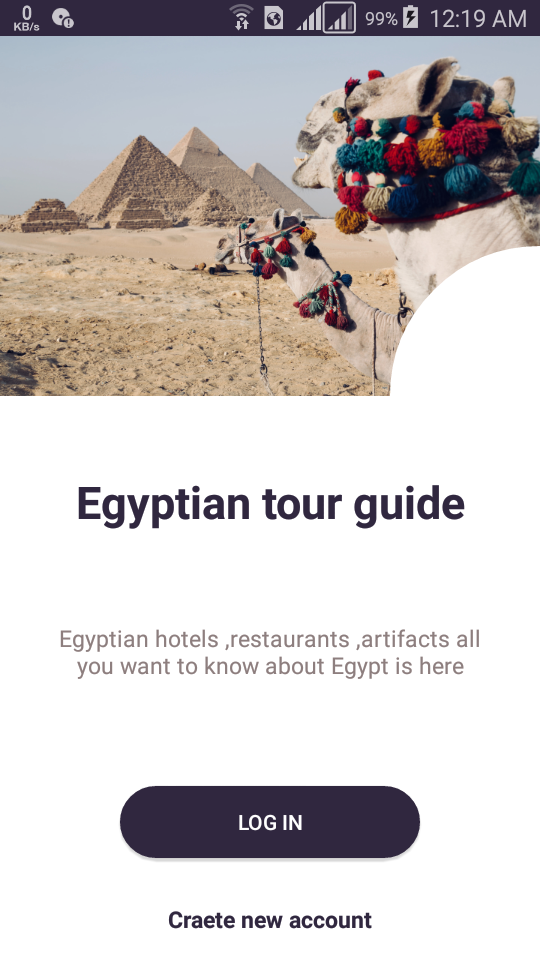 0
KB/s
99%
12:19 AM
Egyptian tour guide
Egyptian hotels ,restaurants ,artifacts all
you want to know about Egypt is here
LOG IN
Craete new account